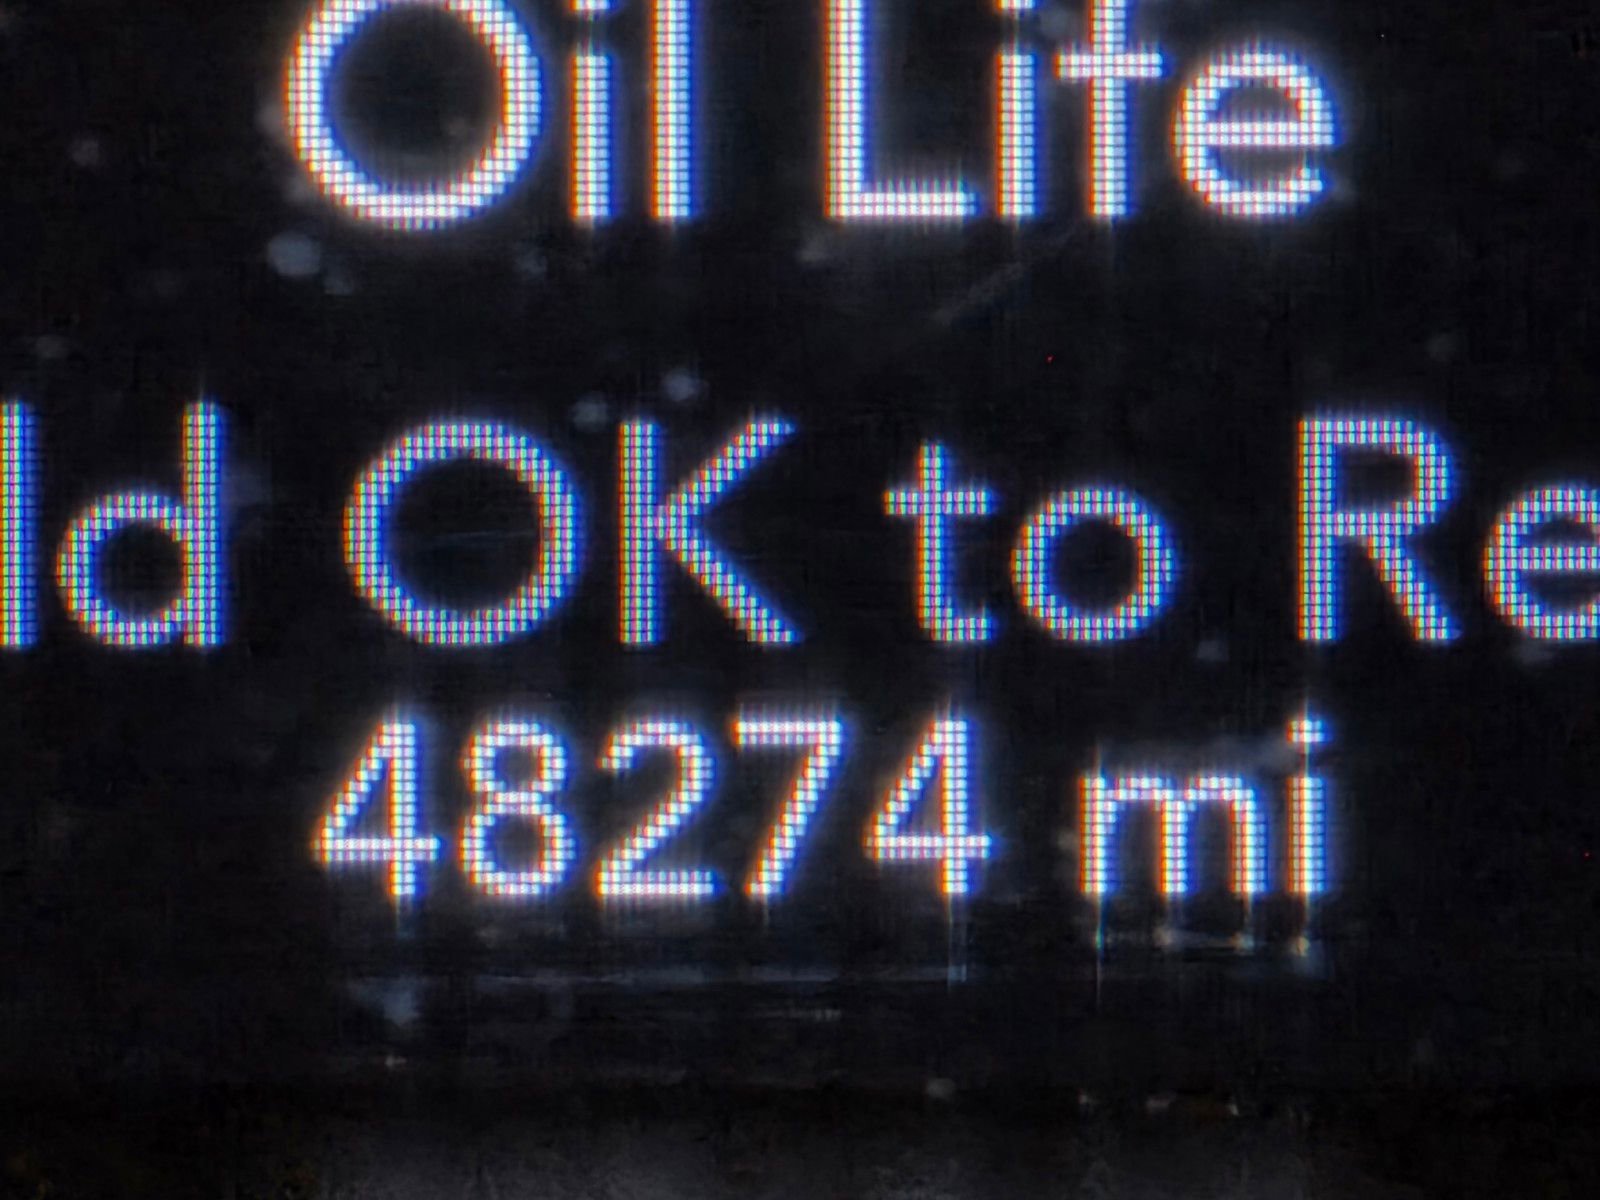 Oil Life
ld OK to Re
48274 mi